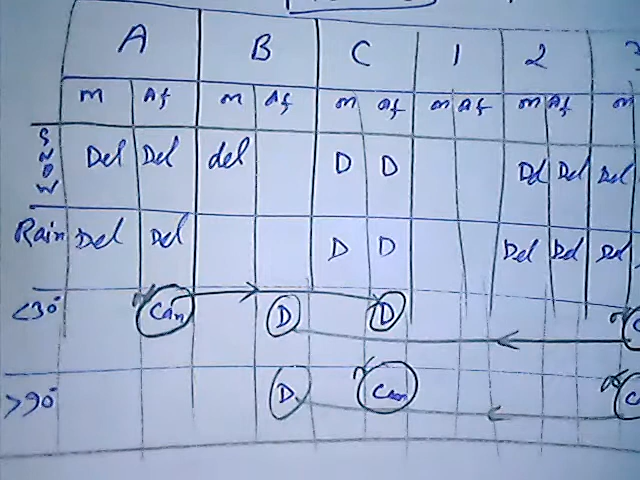 A B C 1 2 3
m Af m Af m af m af m Af m
SNOW Del Del del D D Del Del Del
Rain Del Del D D Del Del Del
<30° Can D D C
>90° D Can C